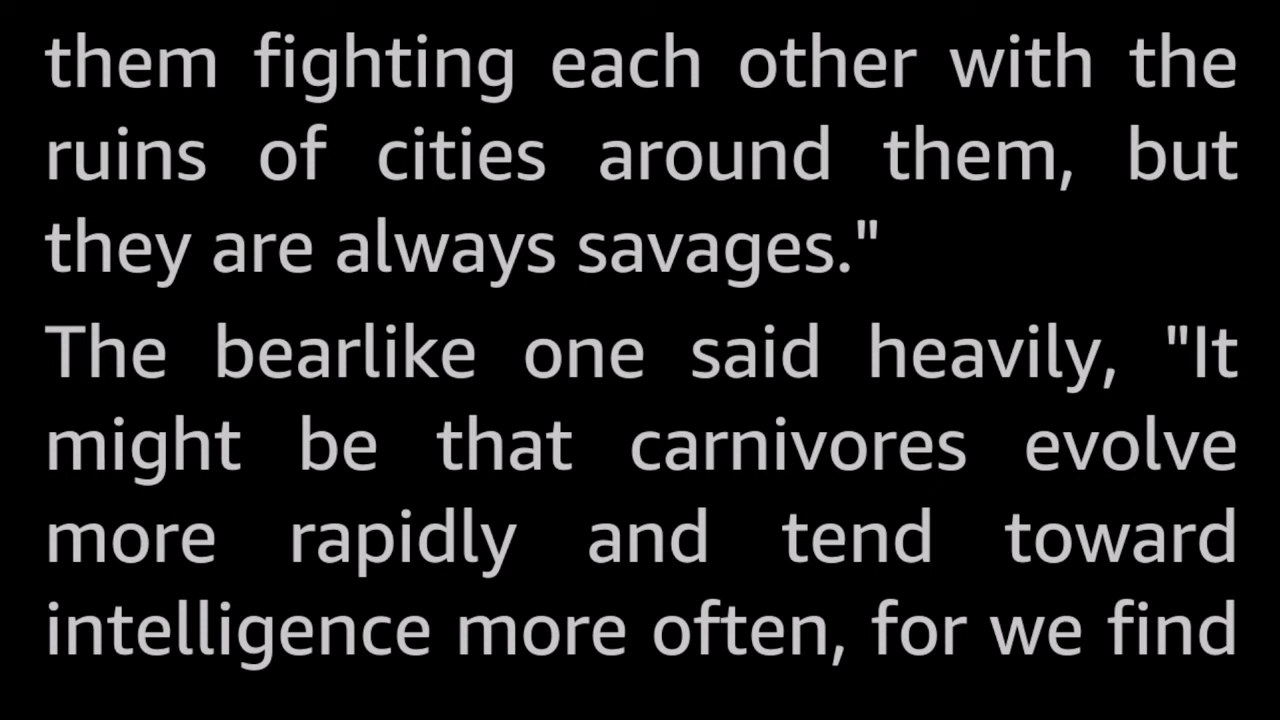 them fighting each other with the
ruins of cities around them, but
they are always savages."
The bearlike one said heavily, "It
might be that carnivores evolve
more rapidly and tend toward
intelligence more often, for we find